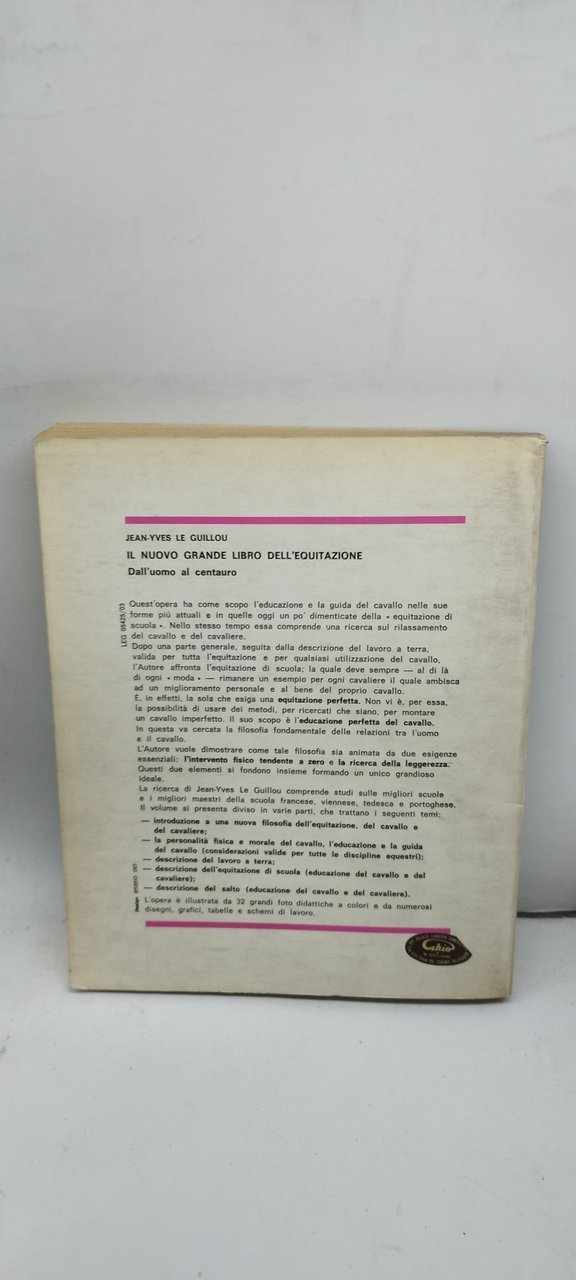 JEAN-YVES LE GUILLOU
IL NUOVO GRANDE LIBRO DELL'EQUITAZIONE
Dall'uomo al centauro
LEG 05425/03
Quest'opera ha come scopo l'educazione e la guida del cavallo nelle sue
forme piú attuali e in quelle oggi un po' dimenticate della « equitazione di
scuola ». Nello stesso tempo essa comprende una ricerca sul rilassamento
del cavallo e del cavaliere.
Dopo una parte generale, seguita dalla descrizione del lavoro a terra,
valida per tutta l'equitazione e per qualsiasi utilizzazione del cavallo,
l'Autore affronta l'equitazione di scuola; la quale deve sempre — al di là
di ogni « moda » — rimanere un esempio per ogni cavaliere il quale ambisca
ad un miglioramento personale e al bene del proprio cavallo.
E, in effetti, la sola che esiga una equitazione perfetta. Non vi è, per essa,
la possibilità di usare dei metodi, per ricercati che siano, per montare
un cavallo imperfetto. Il suo scopo è l'educazione perfetta del cavallo.
In questa va cercata la filosofia fondamentale delle relazioni tra l'uomo
e il cavallo.
L'Autore vuole dimostrare come tale filosofia sia animata da due esigenze
essenziali: l'intervento fisico tendente a zero e la ricerca della leggerezza.
Questi due elementi si fondono insieme formando un unico grandioso
ideale.
La ricerca di Jean-Yves Le Guillou comprende studi sulle migliori scuole
e i migliori maestri della scuola francese, viennese, tedesca e portoghese.
Il volume si presenta diviso in varie parti, che trattano i seguenti temi:
— introduzione a una nuova filosofia dell'equitazione, del cavallo e
del cavaliere;
— la personalità fisica e morale del cavallo, l'educazione e la guida
del cavallo (considerazioni valide per tutte le discipline equestri);
— descrizione del lavoro a terra;
— descrizione dell'equitazione di scuola (educazione del cavallo e del
cavaliere);
— descrizione del salto (educazione del cavallo e del cavaliere).
L'opera è illustrata da 32 grandi foto didattiche a colori e da numerosi
disegni, grafici, tabelle e schemi di lavoro.
Design STUDIO
Ghio